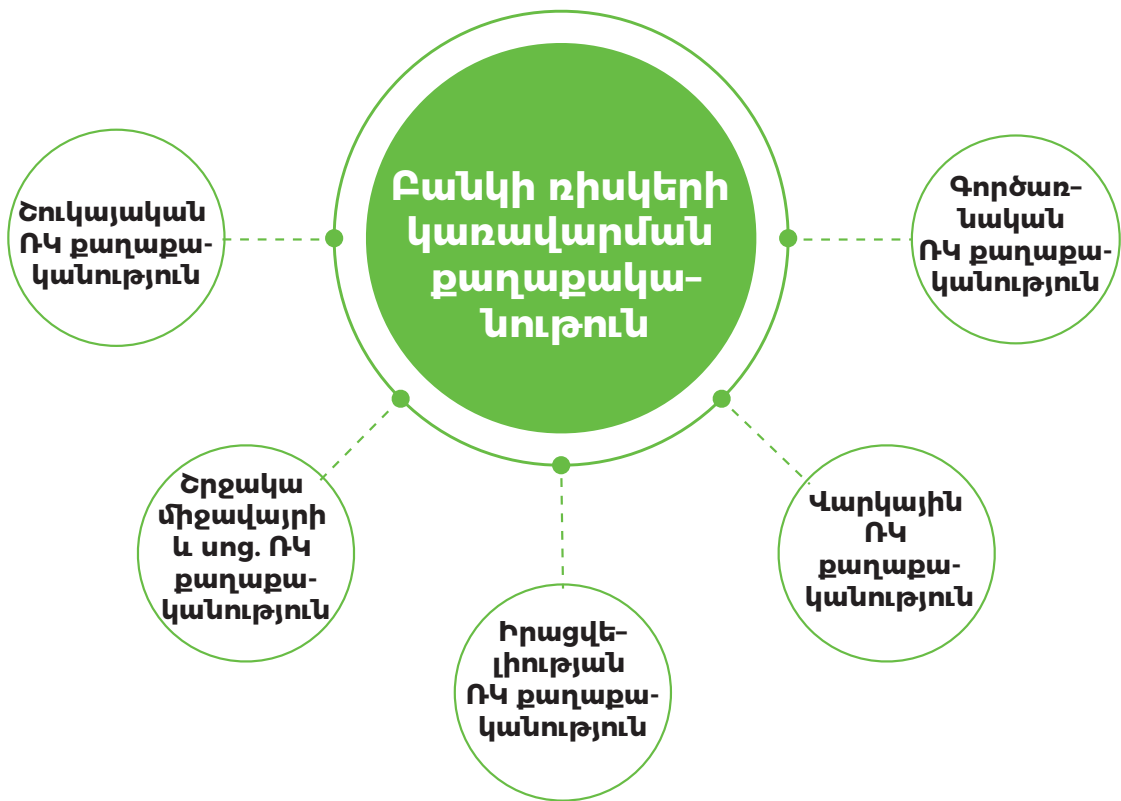 Բանկի ռիսկերի
կառավարման
քաղաքակա-
նութուն
Շուկայական
ՌԿ քաղաքա-
կանություն
Գործառ-
նական
ՌԿ քաղաքա-
կանություն
Շրջակա
միջավայրի
և սոց. ՌԿ
քաղաքա-
կանություն
Վարկային
ՌԿ
քաղաքա-
կանություն
Իրացվե-
լիության
ՌԿ քաղաքա-
կանություն